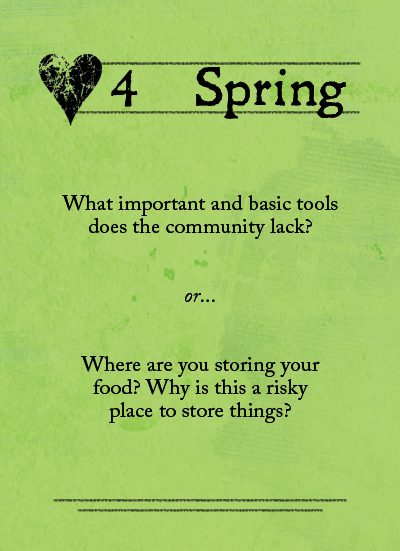 4 Spring
What important and basic tools
does the community lack?
or...
Where are you storing your
food? Why is this a risky
place to store things?